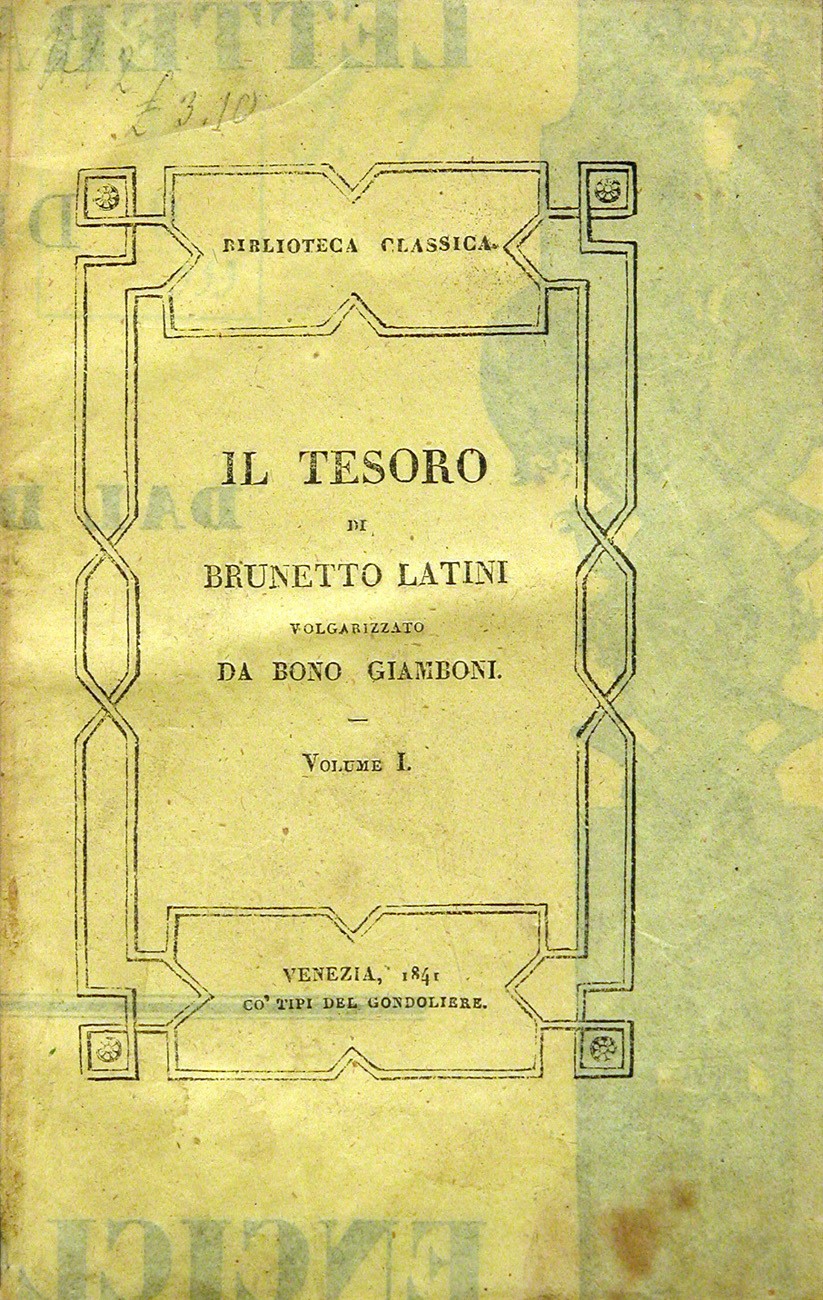 £ 3.10
BIBLIOTECA CLASSICA.
IL TESORO
DI
BRUNETTO LATINI
VOLGARIZZATO
DA BONO GIAMBONI.
VOLUME I.
VENEZIA, 1841
CO' TIPI DEL GONDOLIERE.